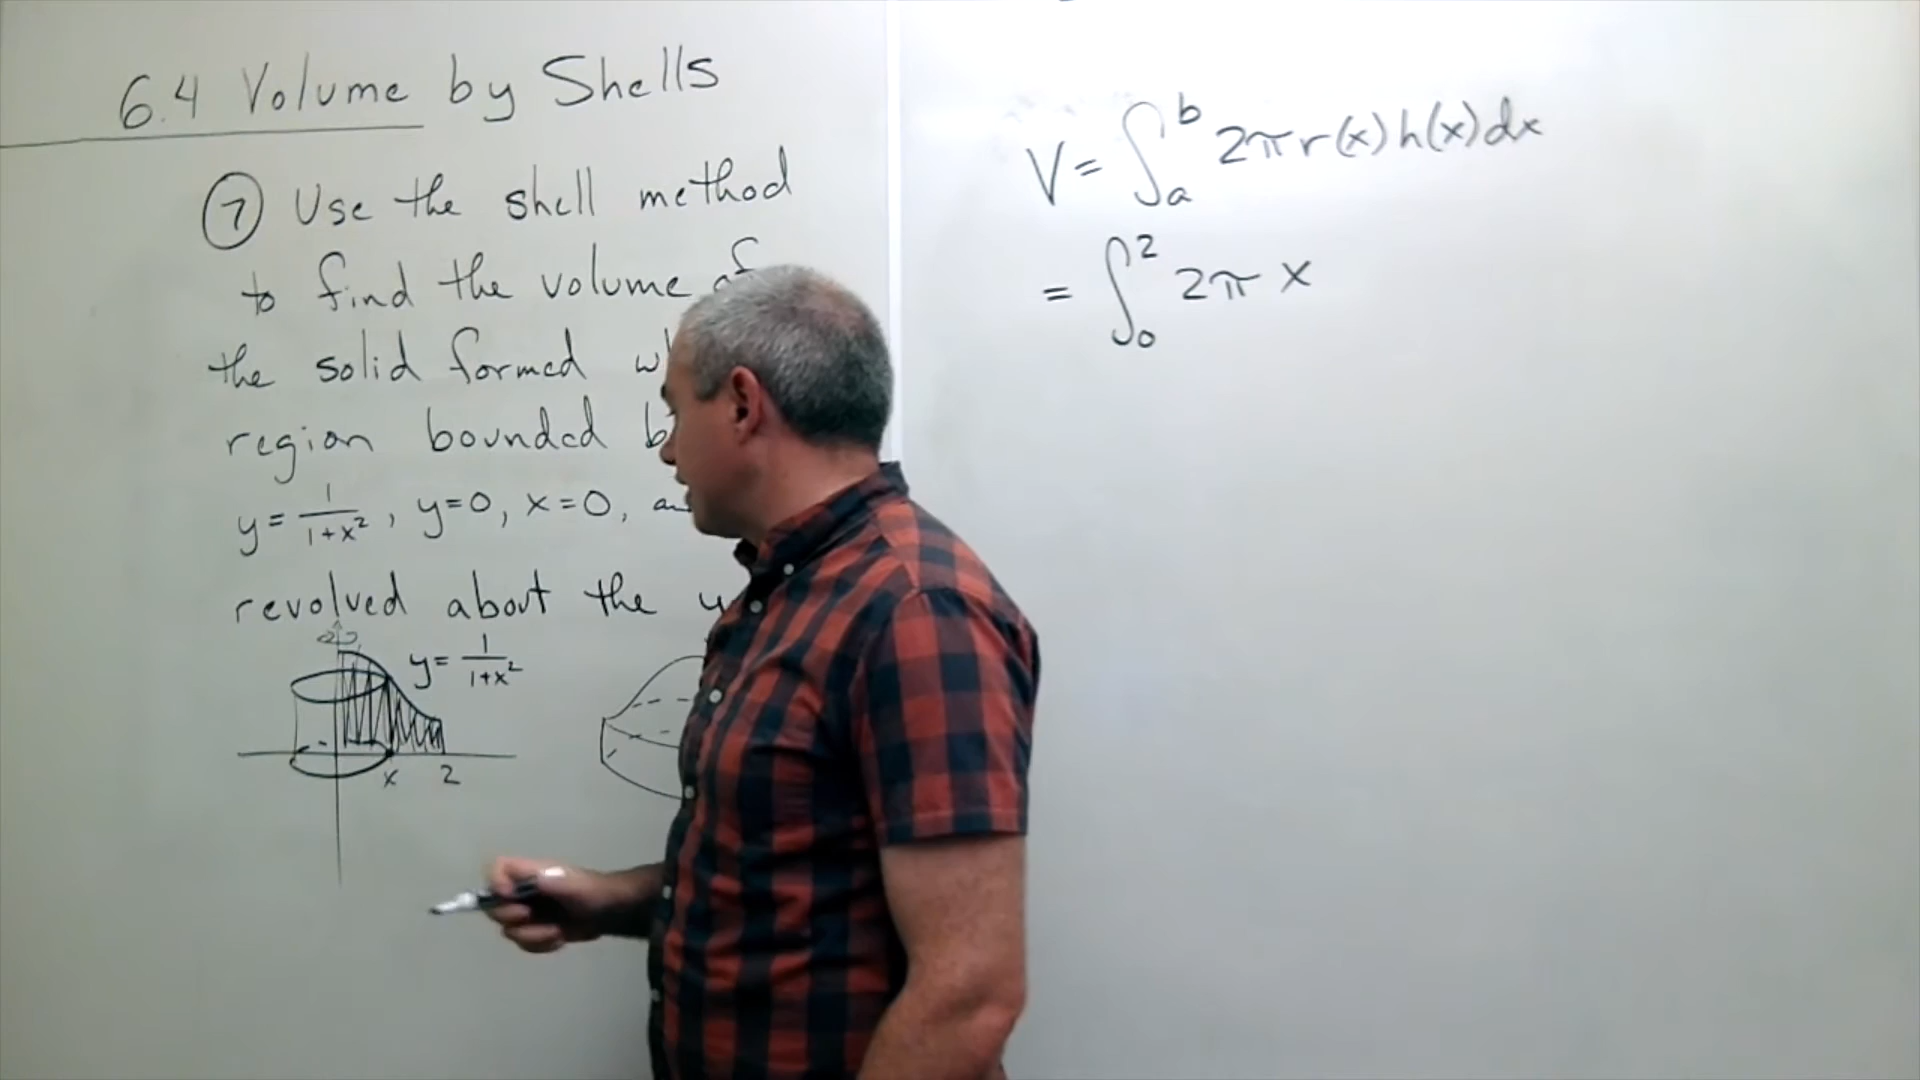 6.4 Volume by Shells
⑦ Use the shell method
to find the volume of
the solid formed
region bounded
y = 1/(1+x²), y=0, x=0,
revolved about the
y = 1/(1+x²)
x 2
V = ∫_a^b 2πr(x)h(x)dx
= ∫_0^2 2π x